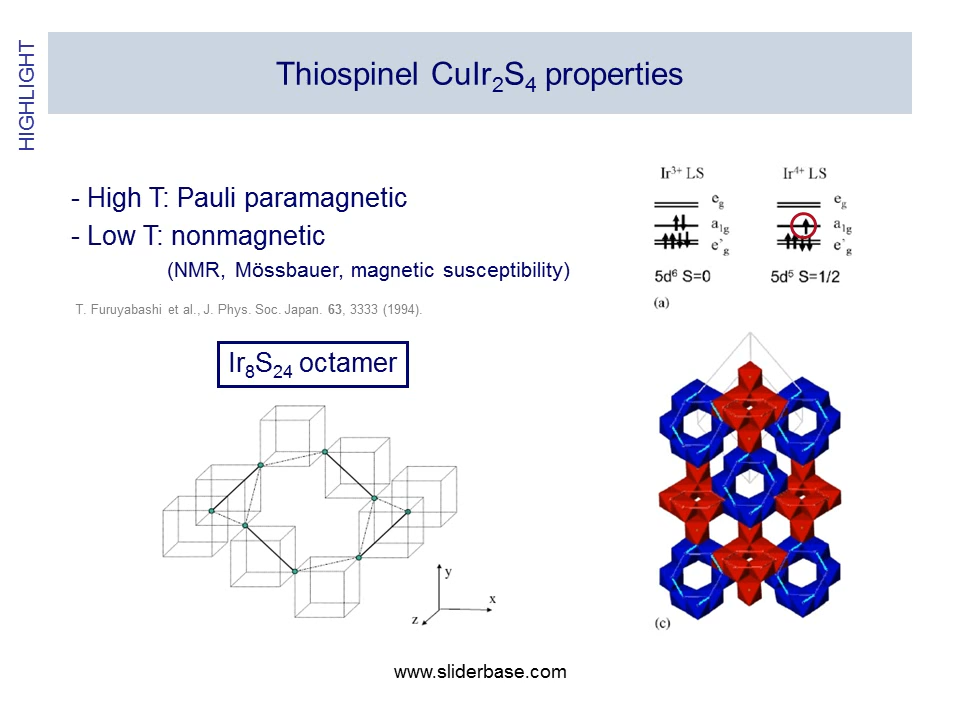 HIGHLIGHT
Thiospinel CuIr₂S₄ properties
- High T: Pauli paramagnetic
- Low T: nonmagnetic
(NMR, Mössbauer, magnetic susceptibility)
T. Furuyabashi et al., J. Phys. Soc. Japan. 63, 3333 (1994).
Ir³⁺ LS Ir⁴⁺ LS
e_g e_g
a₁g a₁g
e'g e'g
5d⁶ S=0 5d⁵ S=1/2
(a)
Ir₈S₂₄ octamer
y
x
z
(c)
www.sliderbase.com